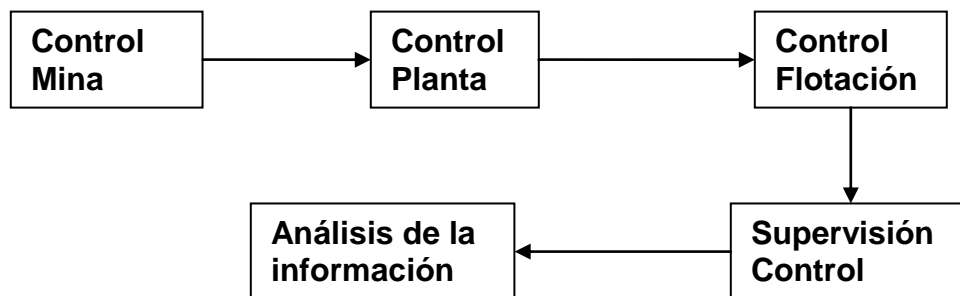 Control
Mina
Control
Planta
Control
Flotación
Supervisión
Control
Análisis de la
información